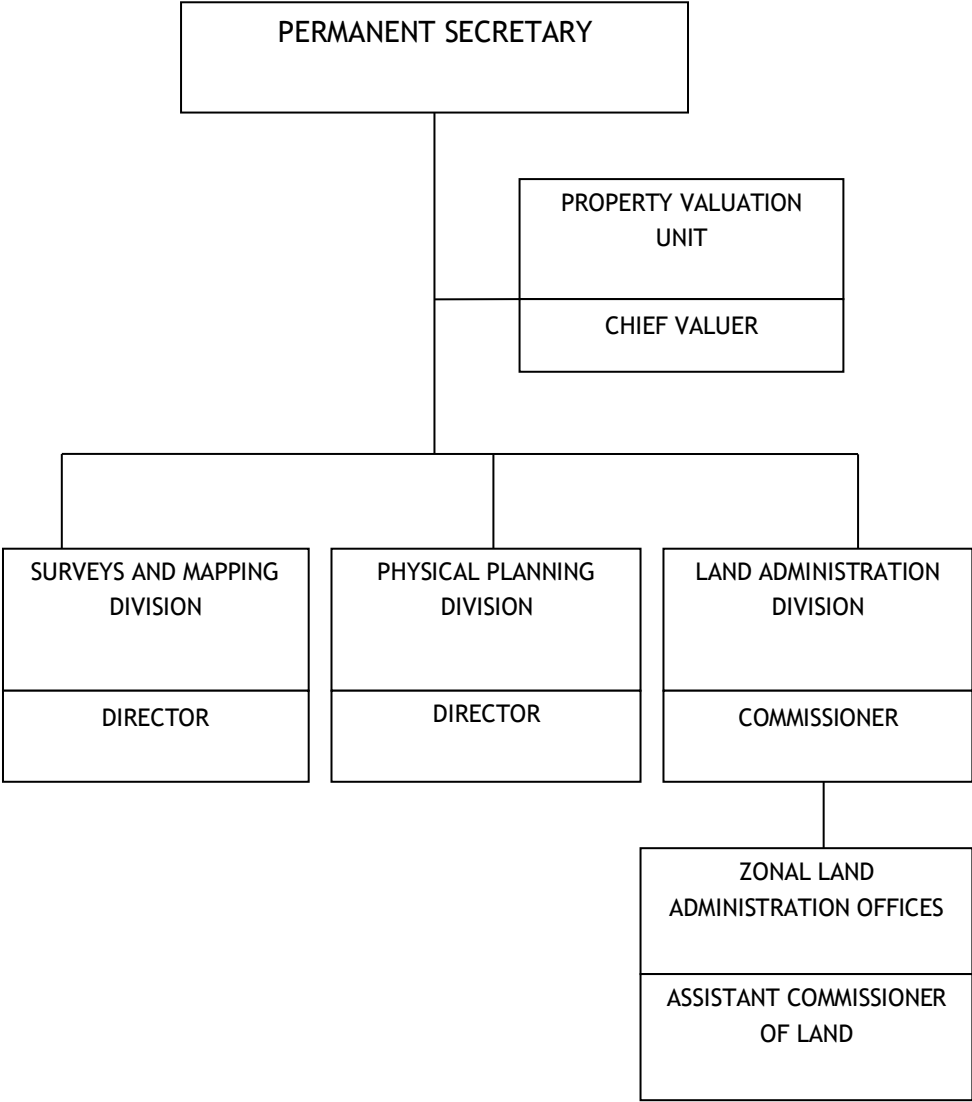 PERMANENT SECRETARY
PROPERTY VALUATION
UNIT
CHIEF VALUER
SURVEYS AND MAPPING
DIVISION
DIRECTOR
PHYSICAL PLANNING
DIVISION
DIRECTOR
LAND ADMINISTRATION
DIVISION
COMMISSIONER
ZONAL LAND
ADMINISTRATION OFFICES
ASSISTANT COMMISSIONER
OF LAND